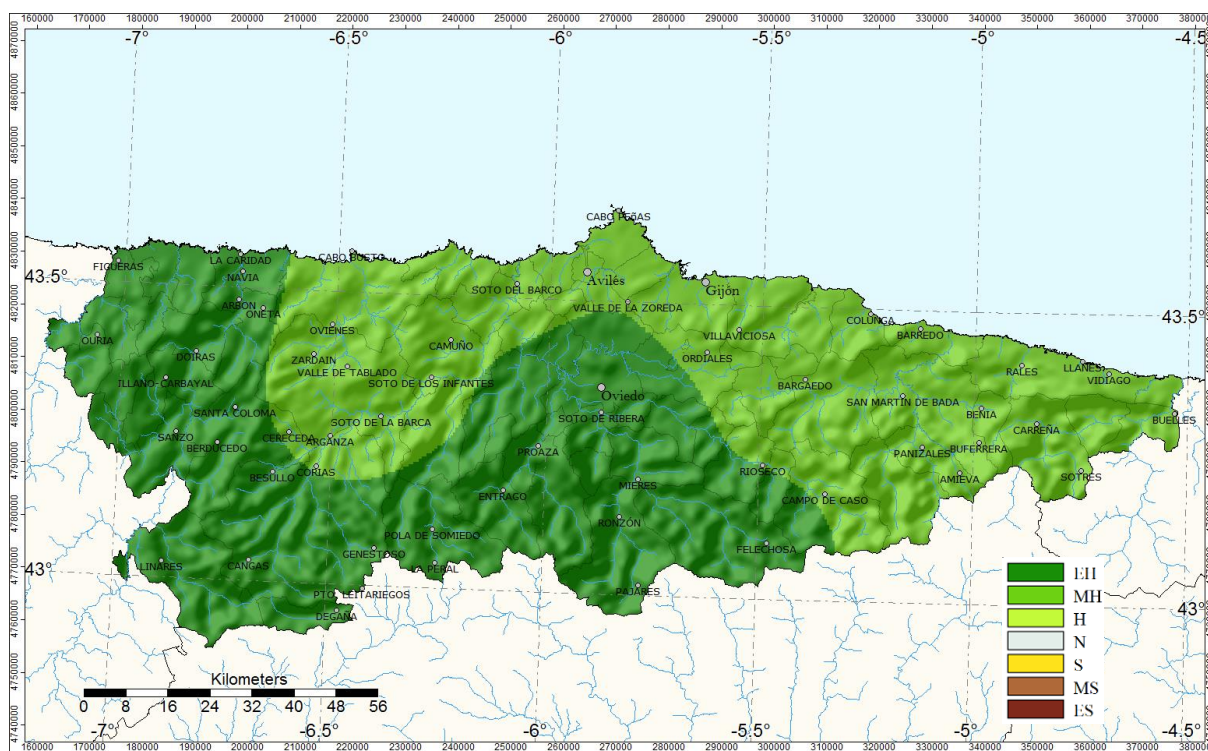 160000 170000 180000 190000 200000 210000 220000 230000 240000 250000 260000 270000 280000 290000 300000 310000 320000 330000 340000 350000 360000 370000 380000
-7° -6.5° -6° -5.5° -5° -4.5°
4870000
4860000
4850000
4840000
4830000
4820000
4810000
4800000
4790000
4780000
4770000
4760000
4750000
4740000
CABO PEÑAS
CABO BUSTO
LA CARIDAD
FIGUERAS
43.5°
NAVIA
Avilés
SOTO DEL BARCO
Gijón
ARBON
ONETA
VALLE DE LA ZOREDA
COLUNGA
43.5°
OVIENES
VILLAVICIOSA
BARREDO
OURIA
CAMUÑO
DOIRAS
ZARDAIN
ORDIALES
VALLE DE TABLADO
RALES
LLANES
VIDIAGO
ILLANO-CARBAYAL
SOTO DE LOS INFANTES
BARGAEDO
Oviedo
SAN MARTIN DE BADA
SANTA COLOMA
SOTO DE LA BARCA
SOTO DE RIBERA
BENIA
BUELLES
SANZO
CERECEDA
ARGANZA
CARREÑA
BERDUCEDO
PROAZA
PANIZALES
BUFERRERA
BESULLO
CORIAS
RIOSECO
AMIEVA
SOTRES
ENTRAGO
MIERES
CAMPO DE CASO
RONZON
POLA DE SOMIEDO
GENESTOSO
FELECHOSA
43°
LINARES
CANGAS
LA PERAL
PTO. LEITARIEGOS
PAJARES
DEGAÑA
43°
EH
MH
H
N
S
MS
ES
Kilometers
0 8 16 24 32 40 48 56
-7° -6.5° -6° -5.5° -5° -4.5°
160000 170000 180000 190000 200000 210000 220000 230000 240000 250000 260000 270000 280000 290000 300000 310000 320000 330000 340000 350000 360000 370000 380000